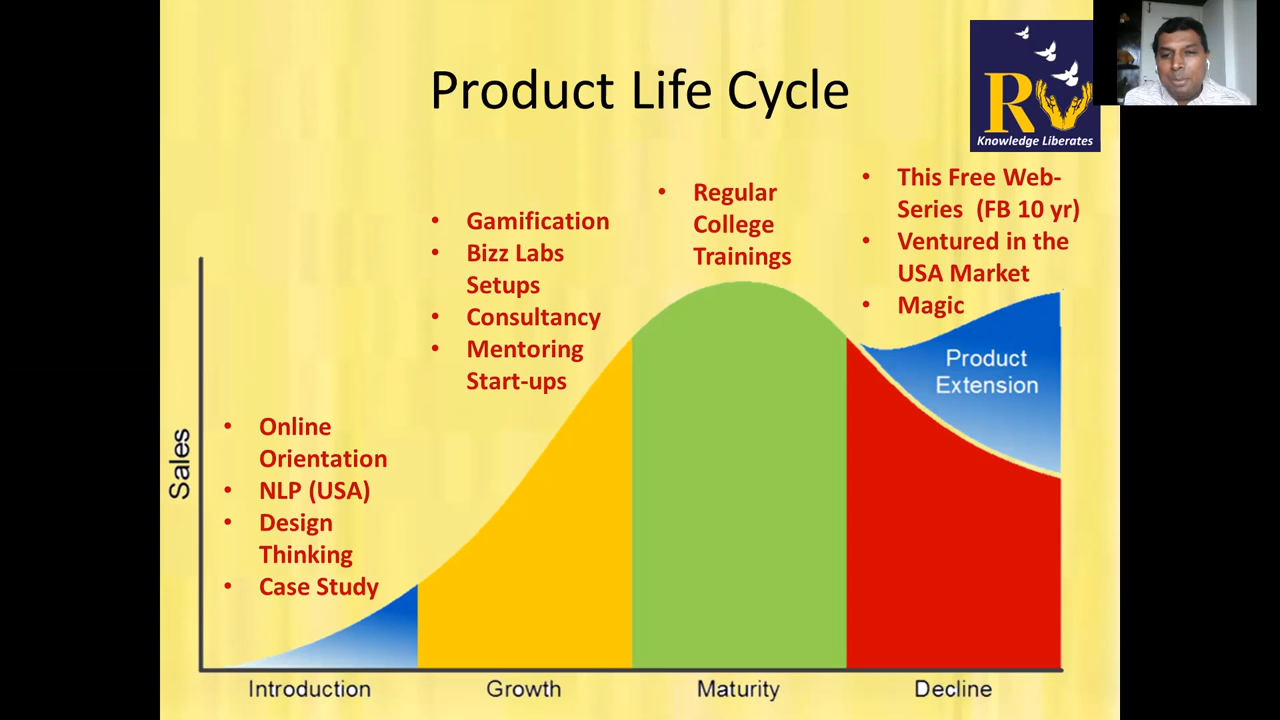 Product Life Cycle
RV
Knowledge Liberates
• This Free Web-
Series (FB 10 yr)
• Ventured in the
USA Market
• Magic
• Regular
College
Trainings
• Gamification
• Bizz Labs
Setups
• Consultancy
• Mentoring
Start-ups
• Online
Orientation
• NLP (USA)
• Design
Thinking
• Case Study
Product
Extension
Sales
Introduction
Growth
Maturity
Decline